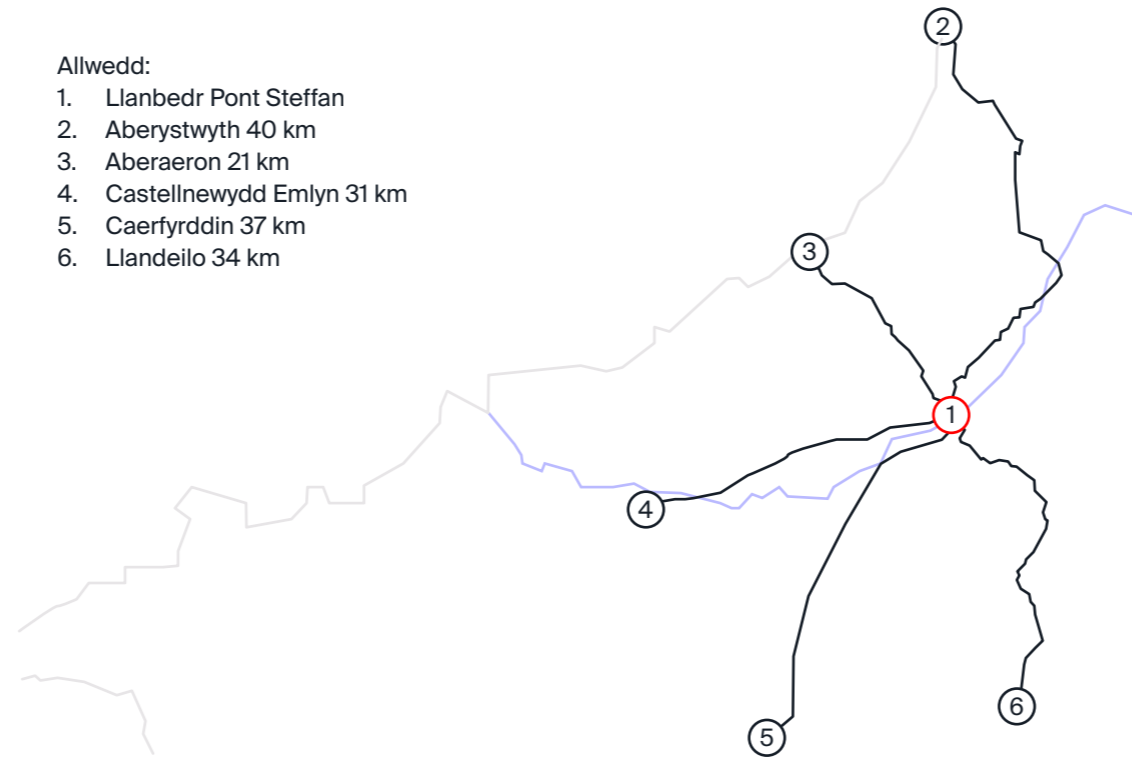 Allwedd:
1. Llanbedr Pont Steffan
2. Aberystwyth 40 km
3. Aberaeron 21 km
4. Castellnewydd Emlyn 31 km
5. Caerfyrddin 37 km
6. Llandeilo 34 km
2
3
1
4
6
5